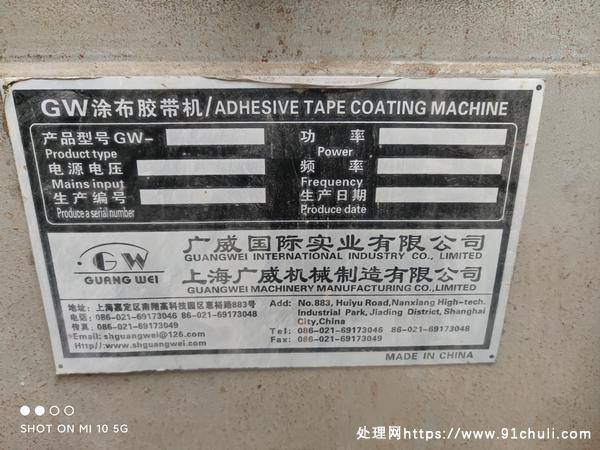 GW涂布胶带机/ADHESIVE TAPE COATING MACHINE
产品型号GW-
Product type
功 率
Power
电源电压
Mains input
频 率
Frequency
生产编号
Produce a serial number
生产日期
Produce date
GW
GUANG WEI
广威国际实业有限公司
GUANGWEI INTERNATIONAL INDUSTRY CO., LIMITED
上海广威机械制造有限公司
GUANGWEI MACHINERY MANUFACTURING CO.,LIMITED
地址: 上海嘉定区南翔高科技园区惠裕路883号
电话: 086-021-69173046 86-021-69173048
传真: 086-021-69173049
Email: shguangwei@126.com
Http//:www.shguangwei.com
Add: No.883, Huiyu Road,Nanxiang High-tech.
Industrial Park, Jiading District, Shanghai
City,China
Tel: 086-021-69173046 86-021-69173048
Fax: 086-021-69173049
MADE IN CHINA
SHOT ON MI 10 5G
处理网https://www.91chuli.com/